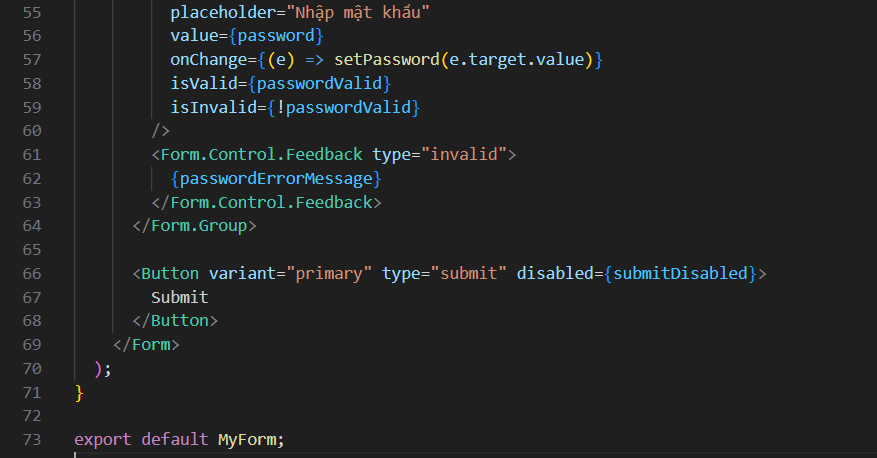 55 placeholder="Nhập mật khẩu"
56 value={password}
57 onChange={(e) => setPassword(e.target.value)}
58 isValid={passwordValid}
59 isInvalid={!passwordValid}
60 />
61 <Form.Control.Feedback type="invalid">
62 {passwordErrorMessage}
63 </Form.Control.Feedback>
64 </Form.Group>
65
66 <Button variant="primary" type="submit" disabled={submitDisabled}>
67 Submit
68 </Button>
69 </Form>
70 );
71 }
72
73 export default MyForm;